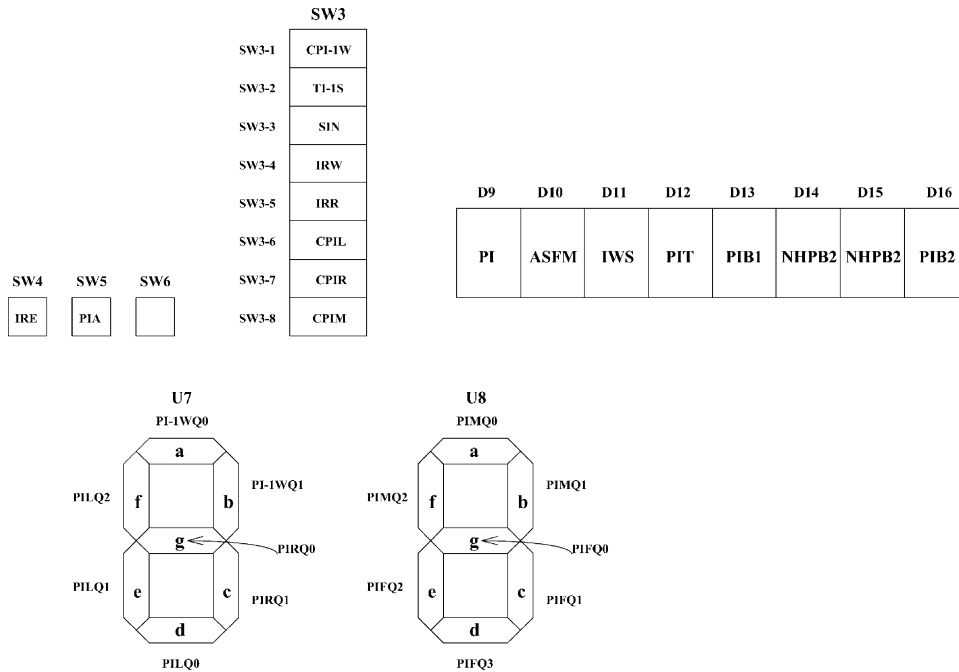 SW3
SW3-1 CPI-1W
SW3-2 TI-1S
SW3-3 SIN
SW3-4 IRW
SW3-5 IRR
SW3-6 CPIL
SW3-7 CPIR
SW3-8 CPIM
SW4 SW5 SW6
IRE PIA
D9 D10 D11 D12 D13 D14 D15 D16
PI ASFM IWS PIT PIB1 NHPB2 NHPB2 PIB2
U7
PI-1WQ0
a
PILQ2 f b PI-1WQ1
g PIRQ0
PILQ1 e c PIRQ1
d
PILQ0
U8
PIMQ0
a
PIMQ2 f b PIMQ1
g PIFQ0
PIFQ2 e c PIFQ1
d
PIFQ3